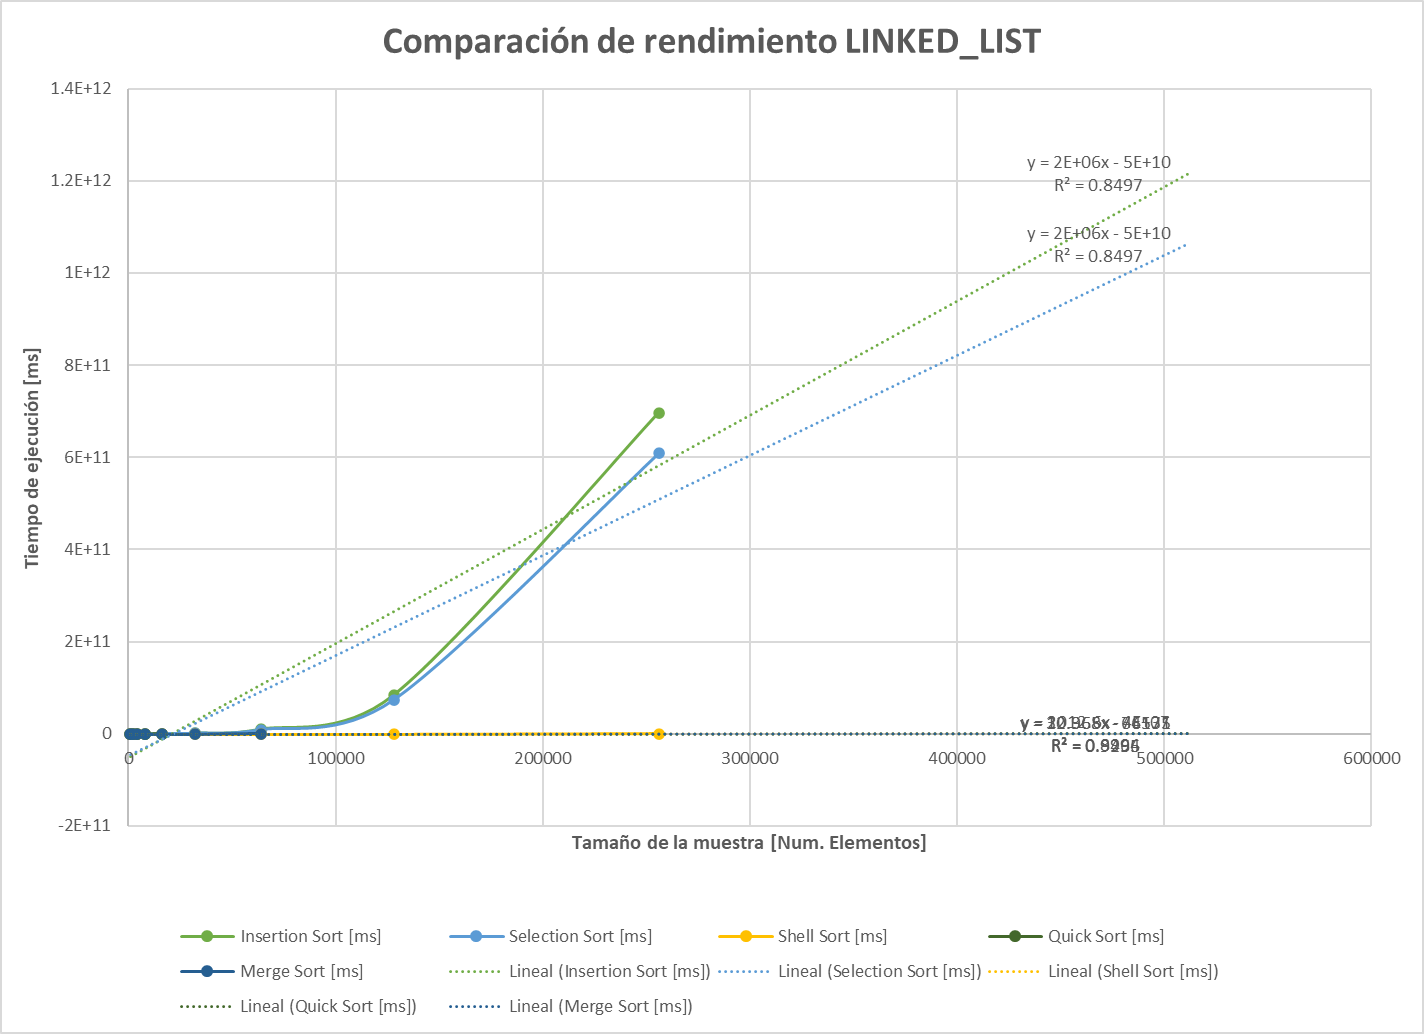 Comparación de rendimiento LINKED_LIST
1.4E+12
1.2E+12
1E+12
8E+11
6E+11
4E+11
2E+11
0
-2E+11
Tiempo de ejecución [ms]
y = 2E+06x - 5E+10
R² = 0.8497
y = 2E+06x - 5E+10
R² = 0.8497
0 100000 200000 300000 400000 500000 600000
Tamaño de la muestra [Num. Elementos]
Insertion Sort [ms] Selection Sort [ms] Shell Sort [ms] Quick Sort [ms]
Merge Sort [ms] Lineal (Insertion Sort [ms]) Lineal (Selection Sort [ms]) Lineal (Shell Sort [ms])
Lineal (Quick Sort [ms]) Lineal (Merge Sort [ms])